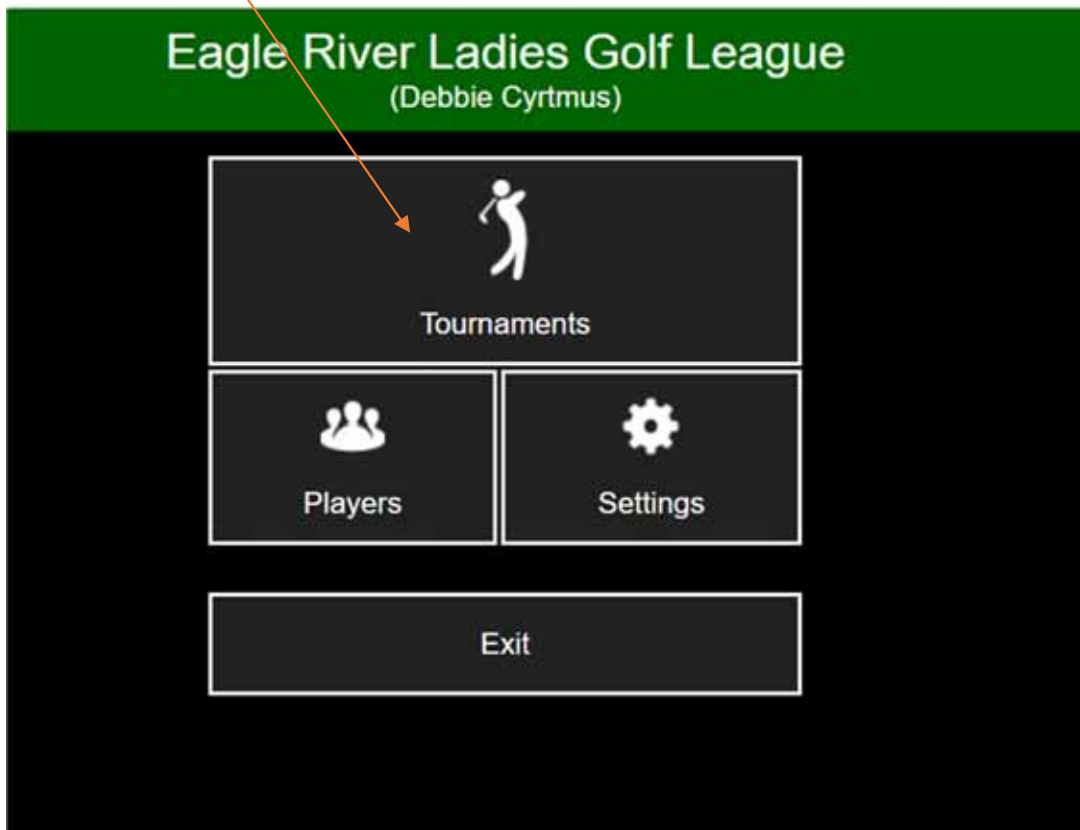 Eagle River Ladies Golf League
(Debbie Cyrtmus)
Tournaments
Players
Settings
Exit